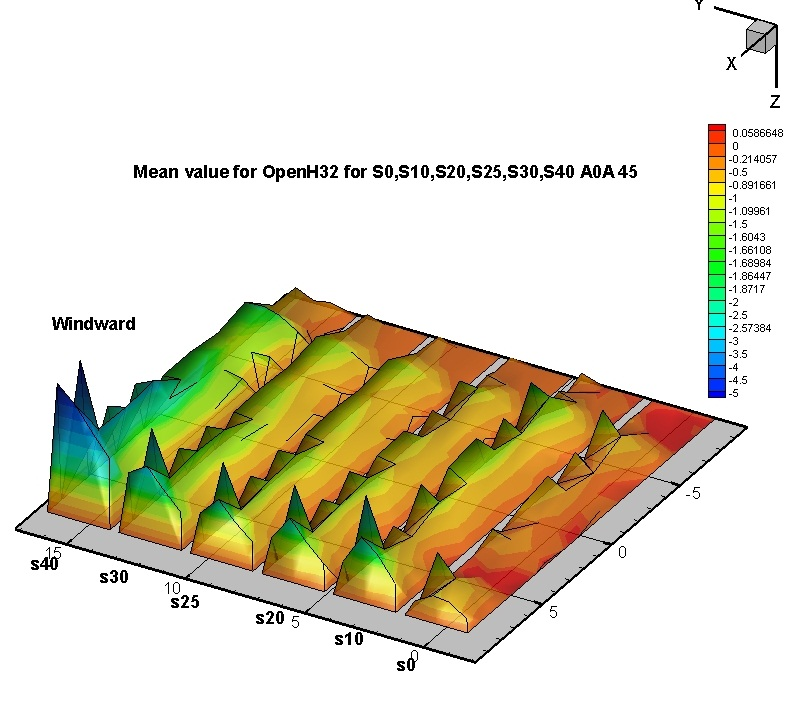 Y
X
Z
0.0586648
0
-0.214057
-0.5
-0.891661
-1
-1.09961
-1.5
-1.6043
-1.66108
-1.68984
-1.86447
-1.8717
-2
-2.5
-2.57384
-3
-3.5
-4
-4.5
-5
Mean value for OpenH32 for S0,S10,S20,S25,S30,S40 A0A 45
Windward
-5
0
5
15
s40
s30
10
s25
s20
5
s10
0
s0